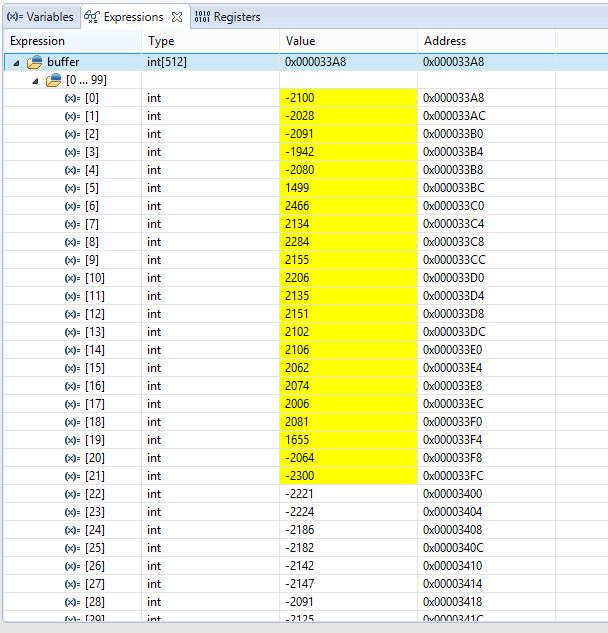 (x)= Variables Expressions Registers
Expression Type Value Address
buffer int[512] 0x000033A8 0x000033A8
[0 ... 99]
(x)= [0] int -2100 0x000033A8
(x)= [1] int -2028 0x000033AC
(x)= [2] int -2091 0x000033B0
(x)= [3] int -1942 0x000033B4
(x)= [4] int -2080 0x000033B8
(x)= [5] int 1499 0x000033BC
(x)= [6] int 2466 0x000033C0
(x)= [7] int 2134 0x000033C4
(x)= [8] int 2284 0x000033C8
(x)= [9] int 2155 0x000033CC
(x)= [10] int 2206 0x000033D0
(x)= [11] int 2135 0x000033D4
(x)= [12] int 2151 0x000033D8
(x)= [13] int 2102 0x000033DC
(x)= [14] int 2106 0x000033E0
(x)= [15] int 2062 0x000033E4
(x)= [16] int 2074 0x000033E8
(x)= [17] int 2006 0x000033EC
(x)= [18] int 2081 0x000033F0
(x)= [19] int 1655 0x000033F4
(x)= [20] int -2064 0x000033F8
(x)= [21] int -2300 0x000033FC
(x)= [22] int -2221 0x00003400
(x)= [23] int -2224 0x00003404
(x)= [24] int -2186 0x00003408
(x)= [25] int -2182 0x0000340C
(x)= [26] int -2142 0x00003410
(x)= [27] int -2147 0x00003414
(x)= [28] int -2091 0x00003418
(x)= [29] int -2125 0x0000341C